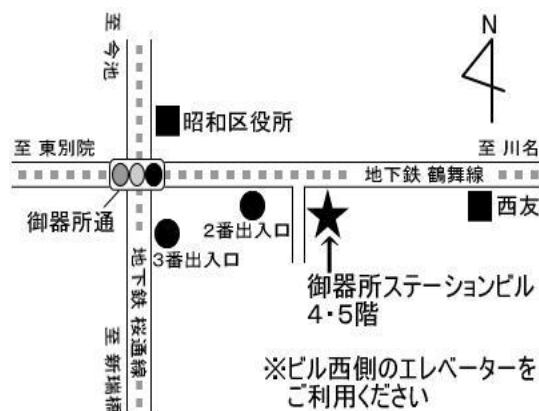 至 今池
N
昭和区役所
至 東別院
至 川名
地下鉄 鶴舞線
御器所通
2番出入口
西友
3番出入口
地下鉄 桜通線
御器所ステーションビル
4・5階
至 新瑞橋
※ビル西側のエレベーターを
ご利用ください